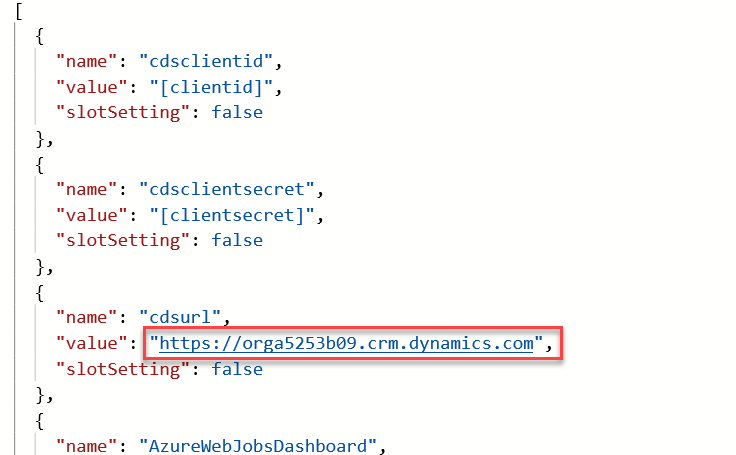 [
{
"name": "cdsclientid",
"value": "[clientid]",
"slotSetting": false
},
{
"name": "cdsclientsecret",
"value": "[clientsecret]",
"slotSetting": false
},
{
"name": "cdsurl",
"value": "https://orga5253b09.crm.dynamics.com",
"slotSetting": false
},
{
"name": "AzureWebJobsDashboard",